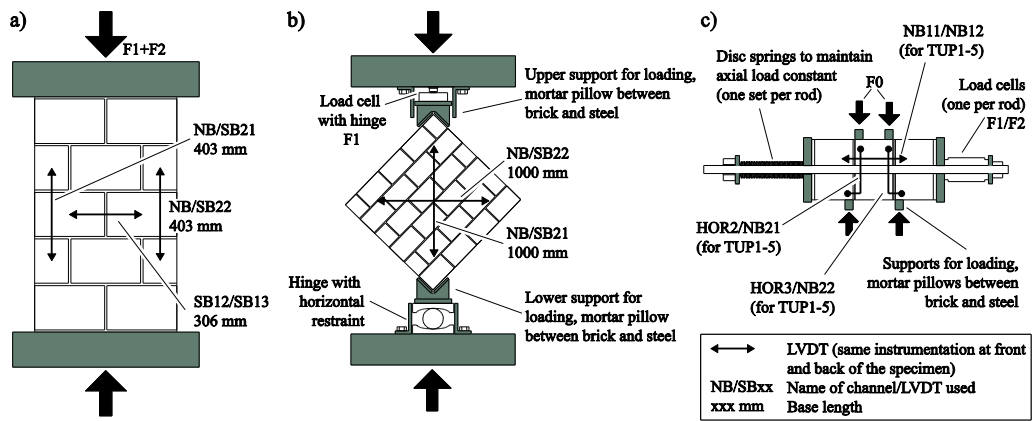 a)
F1+F2
NB/SB21
403 mm
NB/SB22
403 mm
SB12/SB13
306 mm
b)
Load cell
with hinge
F1
Upper support for loading,
mortar pillow between
brick and steel
NB/SB22
1000 mm
NB/SB21
1000 mm
Hinge with
horizontal
restraint
Lower support for
loading, mortar pillow
between brick and steel
c)
NB11/NB12
(for TUP1-5)
Disc springs to maintain
axial load constant
(one set per rod)
F0
Load cells
(one per rod)
F1/F2
HOR2/NB21
(for TUP1-5)
HOR3/NB22
(for TUP1-5)
Supports for loading,
mortar pillows between
brick and steel
LVDT (same instrumentation at front
and back of the specimen)
NB/SBxx Name of channel/LVDT used
xxx mm Base length